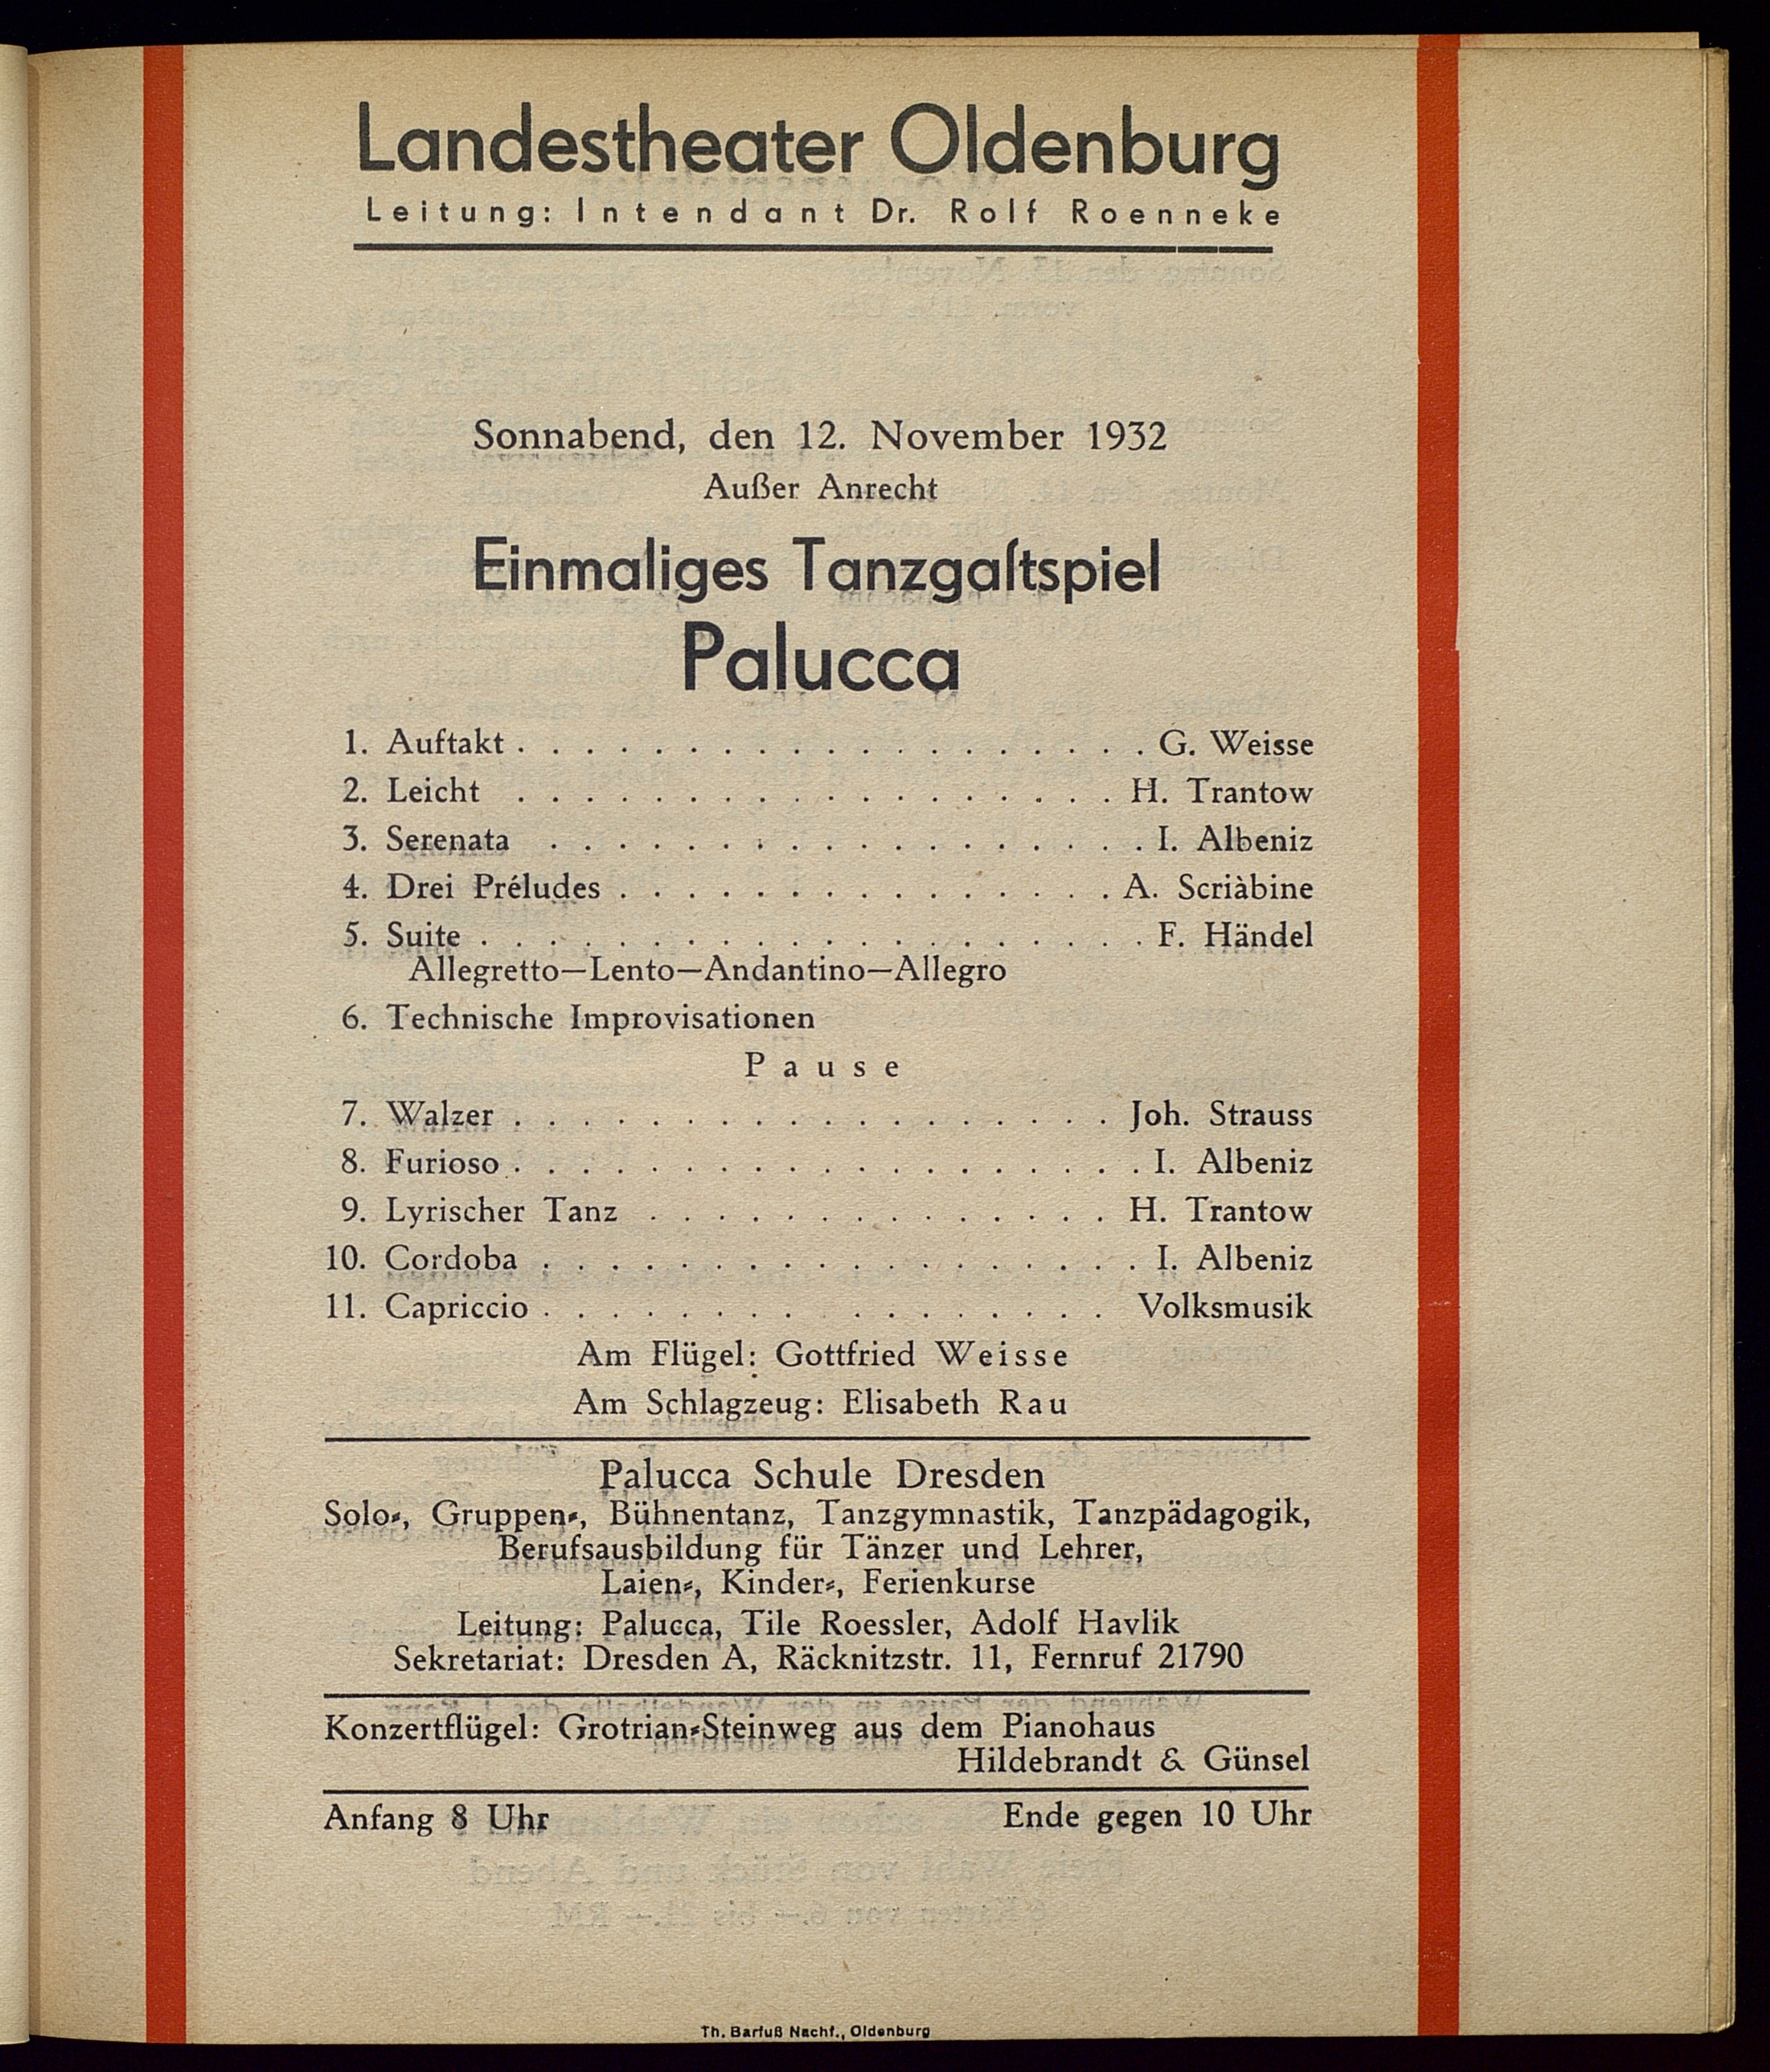 Landestheater Oldenburg
Leitung: Intendant Dr. Rolf Roenneke
Sonnabend, den 12. November 1932
Außer Anrecht
Einmaliges Tanzgaſtspiel
Palucca
1. Auftakt . . . . . . . . . . . . . . . . . . . G. Weisse
2. Leicht . . . . . . . . . . . . . . . . . . H. Trantow
3. Serenata . . . . . . . . . . . . . . . . . . I. Albeniz
4. Drei Préludes . . . . . . . . . . . . . . . A. Scriàbine
5. Suite . . . . . . . . . . . . . . . . . . . . F. Händel
Allegretto—Lento—Andantino—Allegro
6. Technische Improvisationen
Pause
7. Walzer . . . . . . . . . . . . . . . . . . Joh. Strauss
8. Furioso . . . . . . . . . . . . . . . . . . . I. Albeniz
9. Lyrischer Tanz . . . . . . . . . . . . . . H. Trantow
10. Cordoba . . . . . . . . . . . . . . . . . . I. Albeniz
11. Capriccio . . . . . . . . . . . . . . . . . Volksmusik
Am Flügel: Gottfried Weisse
Am Schlagzeug: Elisabeth Rau
Palucca Schule Dresden
Solo-, Gruppen-, Bühnentanz, Tanzgymnastik, Tanzpädagogik,
Berufsausbildung für Tänzer und Lehrer,
Laien-, Kinder-, Ferienkurse
Leitung: Palucca, Tile Roessler, Adolf Havlik
Sekretariat: Dresden A, Räcknitzstr. 11, Fernruf 21790
Konzertflügel: Grotrian-Steinweg aus dem Pianohaus
Hildebrandt & Günsel
Anfang 8 Uhr Ende gegen 10 Uhr
Th. Barfuß Nachf., Oldenburg